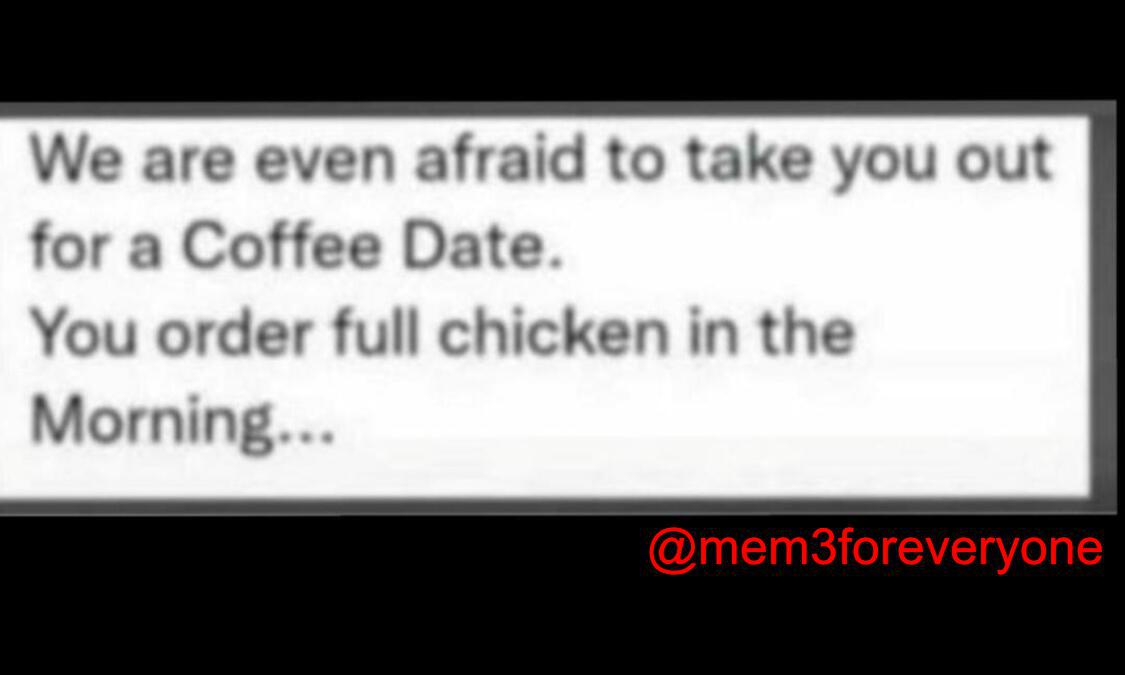 We are even afraid to take you out
for a Coffee Date.
You order full chicken in the
Morning...
@mem3foreveryone